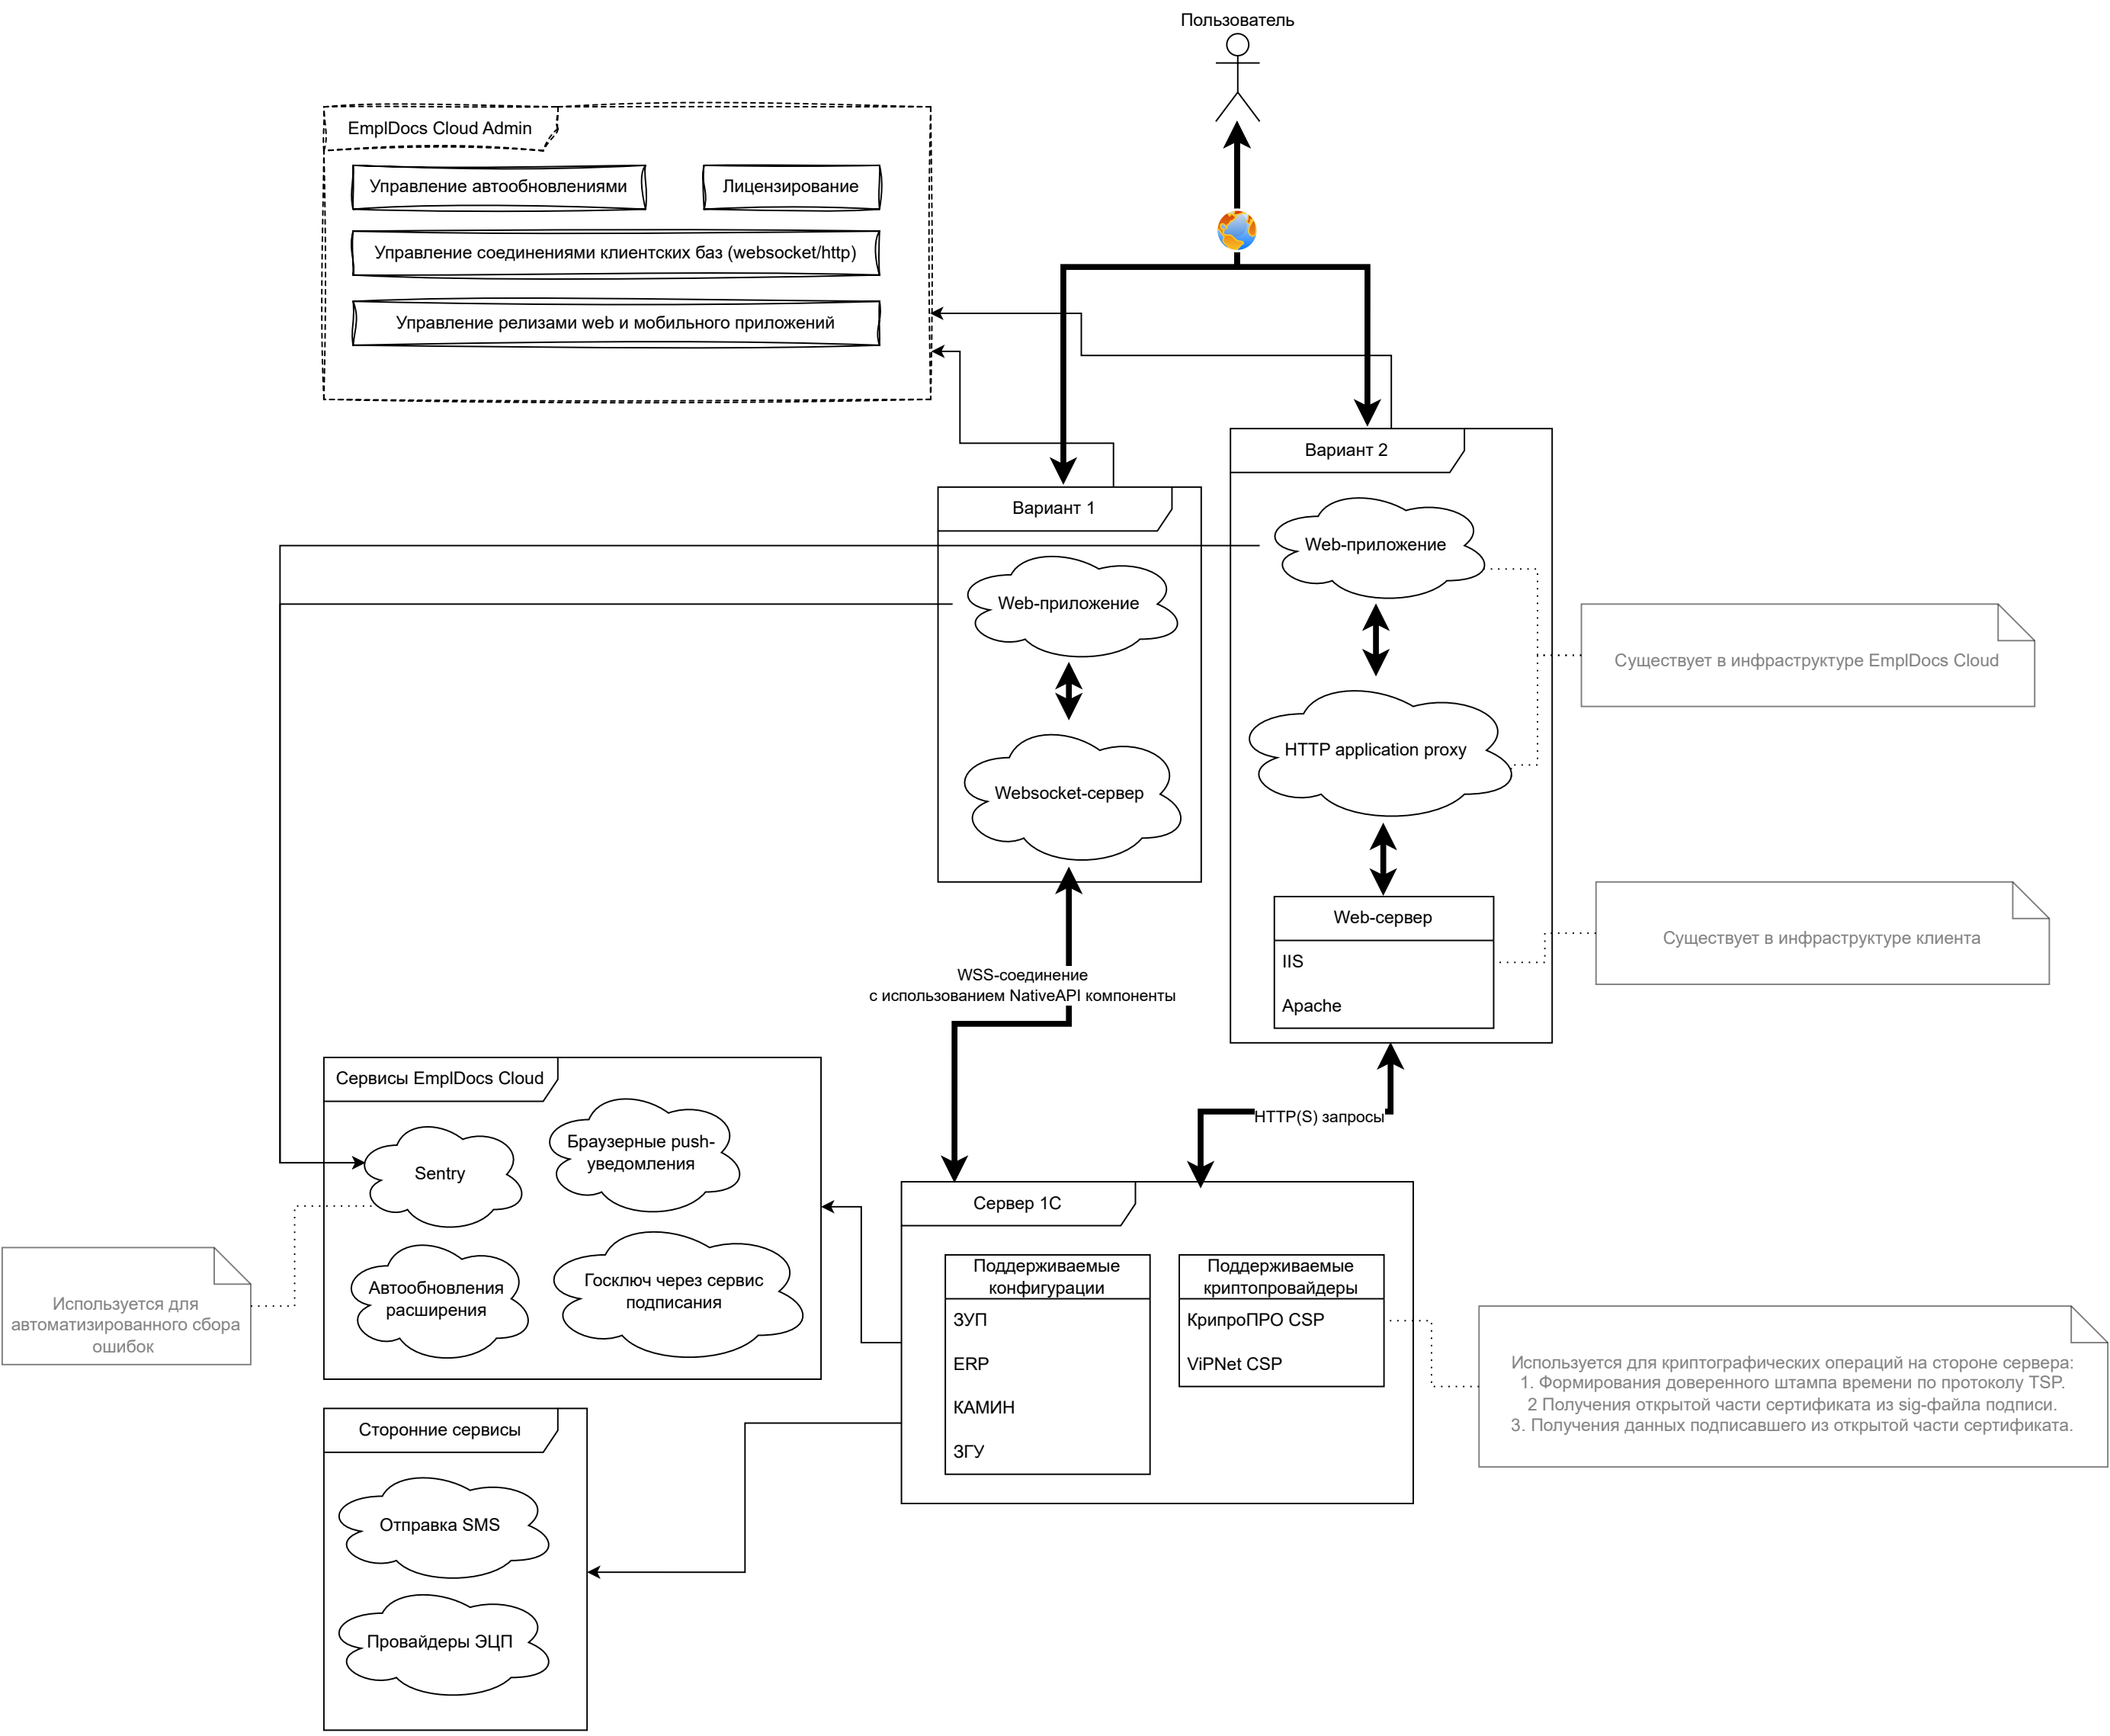 Пользователь
EmplDocs Cloud Admin
Управление автообновлениями
Лицензирование
Управление соединениями клиентских баз (websocket/http)
Управление релизами web и мобильного приложений
Вариант 2
Web-приложение
HTTP application proxy
Web-сервер
IIS
Apache
Вариант 1
Web-приложение
Websocket-сервер
Существует в инфраструктуре EmplDocs Cloud
Существует в инфраструктуре клиента
WSS-соединение
с использованием NativeAPI компоненты
HTTP(S) запросы
Сервисы EmplDocs Cloud
Sentry
Браузерные push-
уведомления
Автообновления
расширения
Госключ через сервис
подписания
Используется для
автоматизированного сбора
ошибок
Сервер 1С
Поддерживаемые
конфигурации
ЗУП
ERP
КАМИН
ЗГУ
Поддерживаемые
криптопровайдеры
КрипроПРО CSP
ViPNet CSP
Используется для криптографических операций на стороне сервера:
1. Формирования доверенного штампа времени по протоколу TSP.
2 Получения открытой части сертификата из sig-файла подписи.
3. Получения данных подписавшего из открытой части сертификата.
Сторонние сервисы
Отправка SMS
Провайдеры ЭЦП